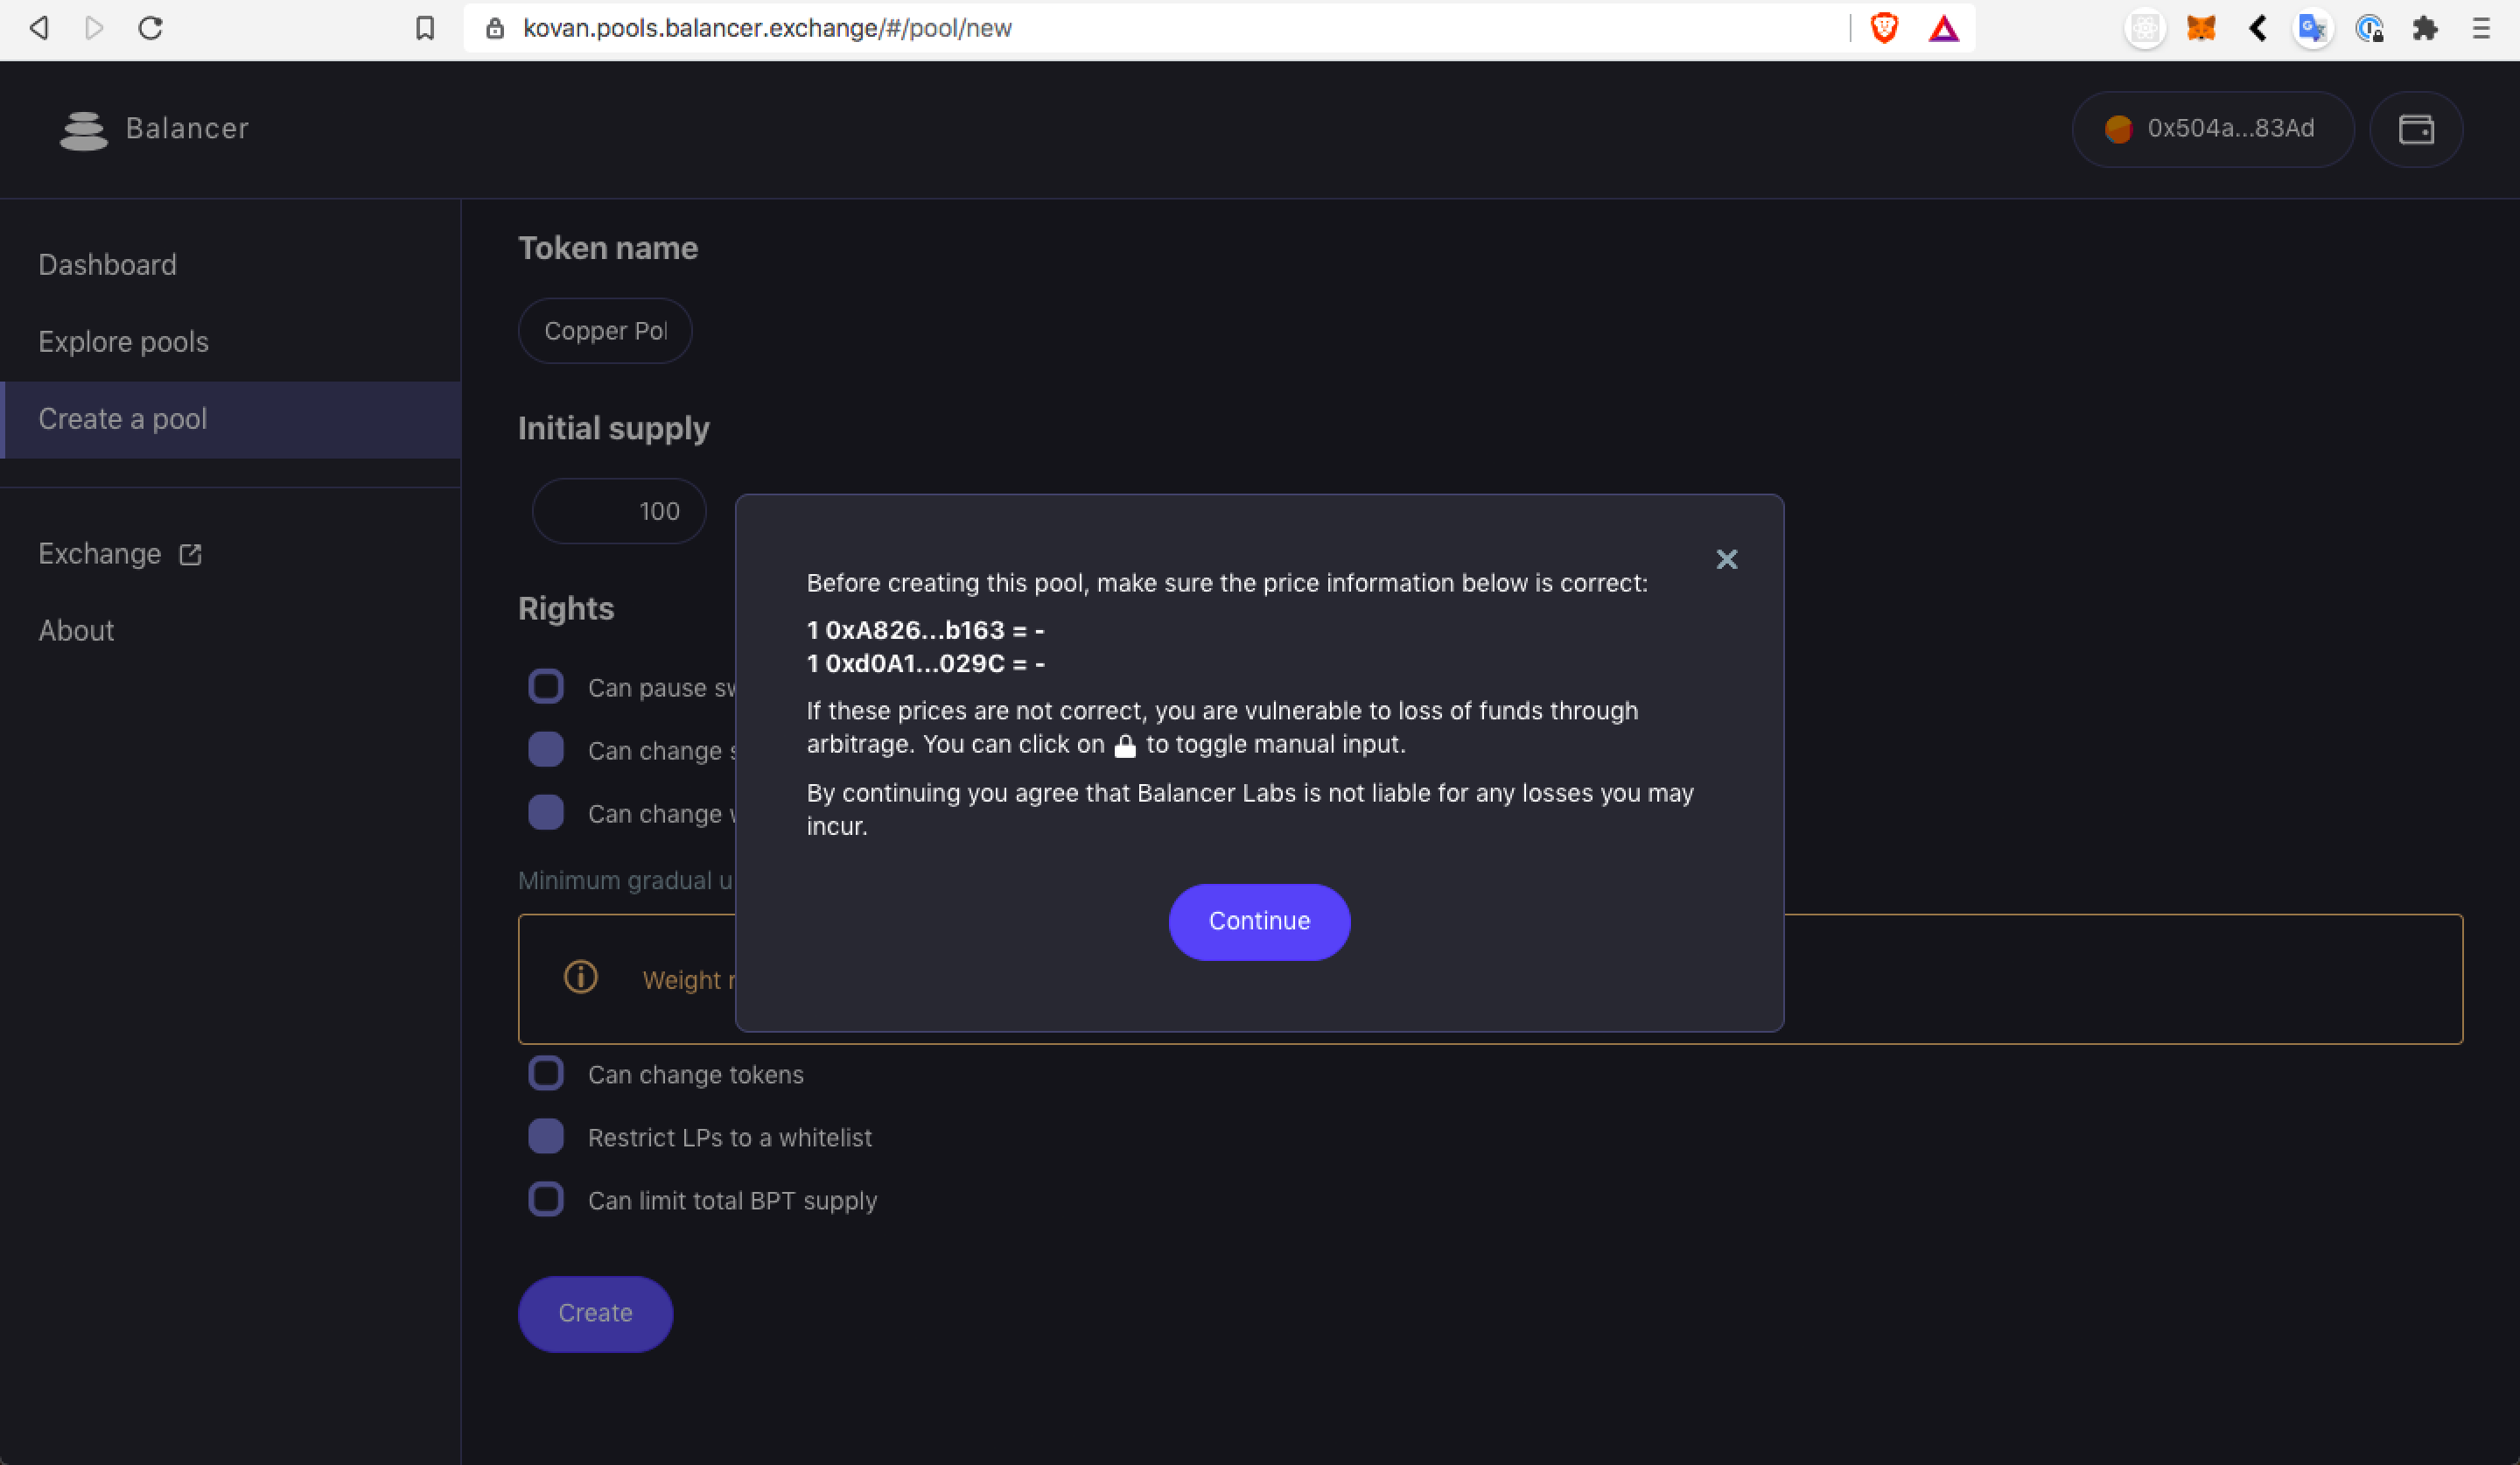 kovan.pools.balancer.exchange/#/pool/new
Balancer
0x504a...83Ad
Dashboard
Explore pools
Create a pool
Exchange
About
Token name
Copper Pol
Initial supply
100
Rights
Can pause sw
Can change s
Can change w
Minimum gradual u
Weight r
Can change tokens
Restrict LPs to a whitelist
Can limit total BPT supply
Create
Before creating this pool, make sure the price information below is correct:
1 0xA826...b163 = -
1 0xd0A1...029C = -
If these prices are not correct, you are vulnerable to loss of funds through
arbitrage. You can click on to toggle manual input.
By continuing you agree that Balancer Labs is not liable for any losses you may
incur.
Continue